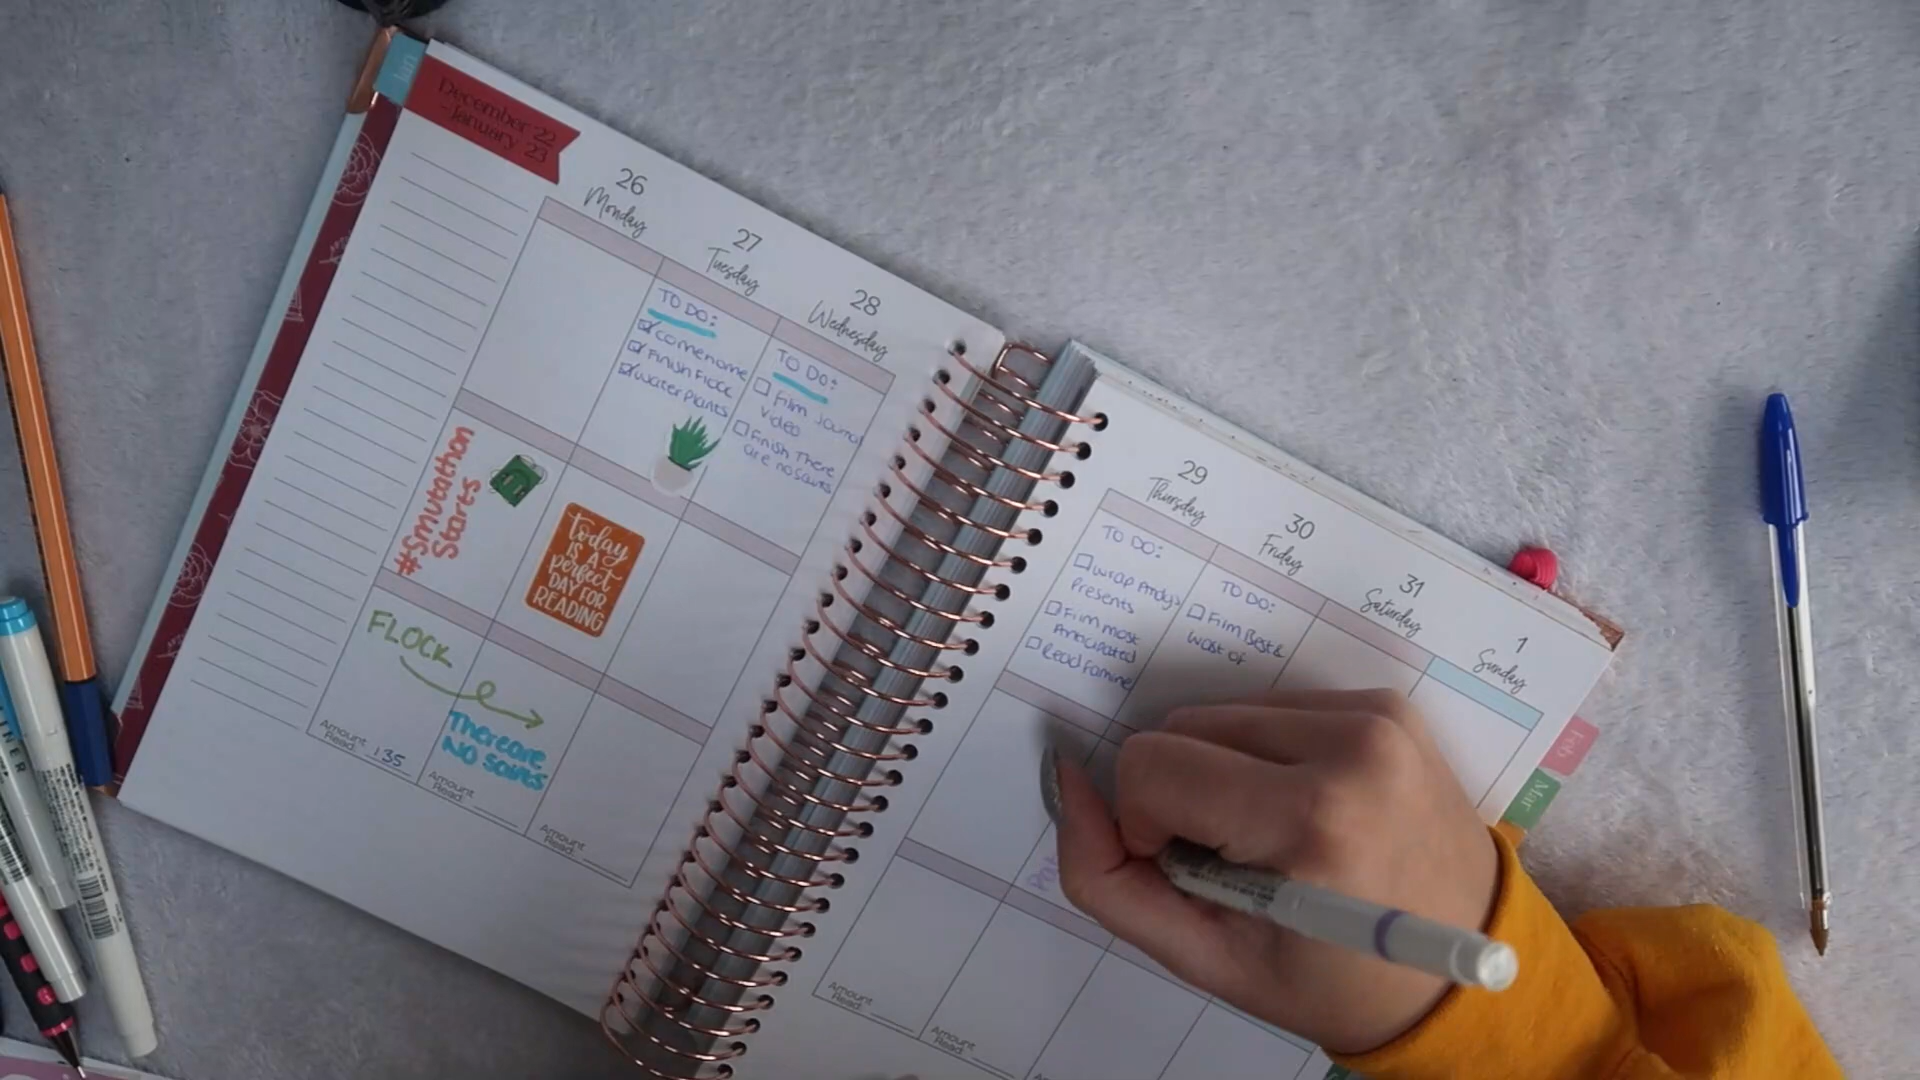 Jan
December 22
-January 23
26
Monday
27
Tuesday
28
Wednesday
TO DO:
come home
Finish Flock
water plants
TO DO:
Film Journal
video
Finish There
are no saints
#Smutathon
Starts
today
IS A
perfect
DAY FOR
READING
FLOCK
There are
NO Saints
Amount
Read: 135
Amount
Read:
Amount
Read:
29
Thursday
30
Friday
31
Saturday
1
Sunday
TO DO:
wrap Andys
Presents
Film most
Anticipated
Read Famine
TO DO:
Film Best &
worst of
Amount
Read:
Amount
Read:
Feb
Mar